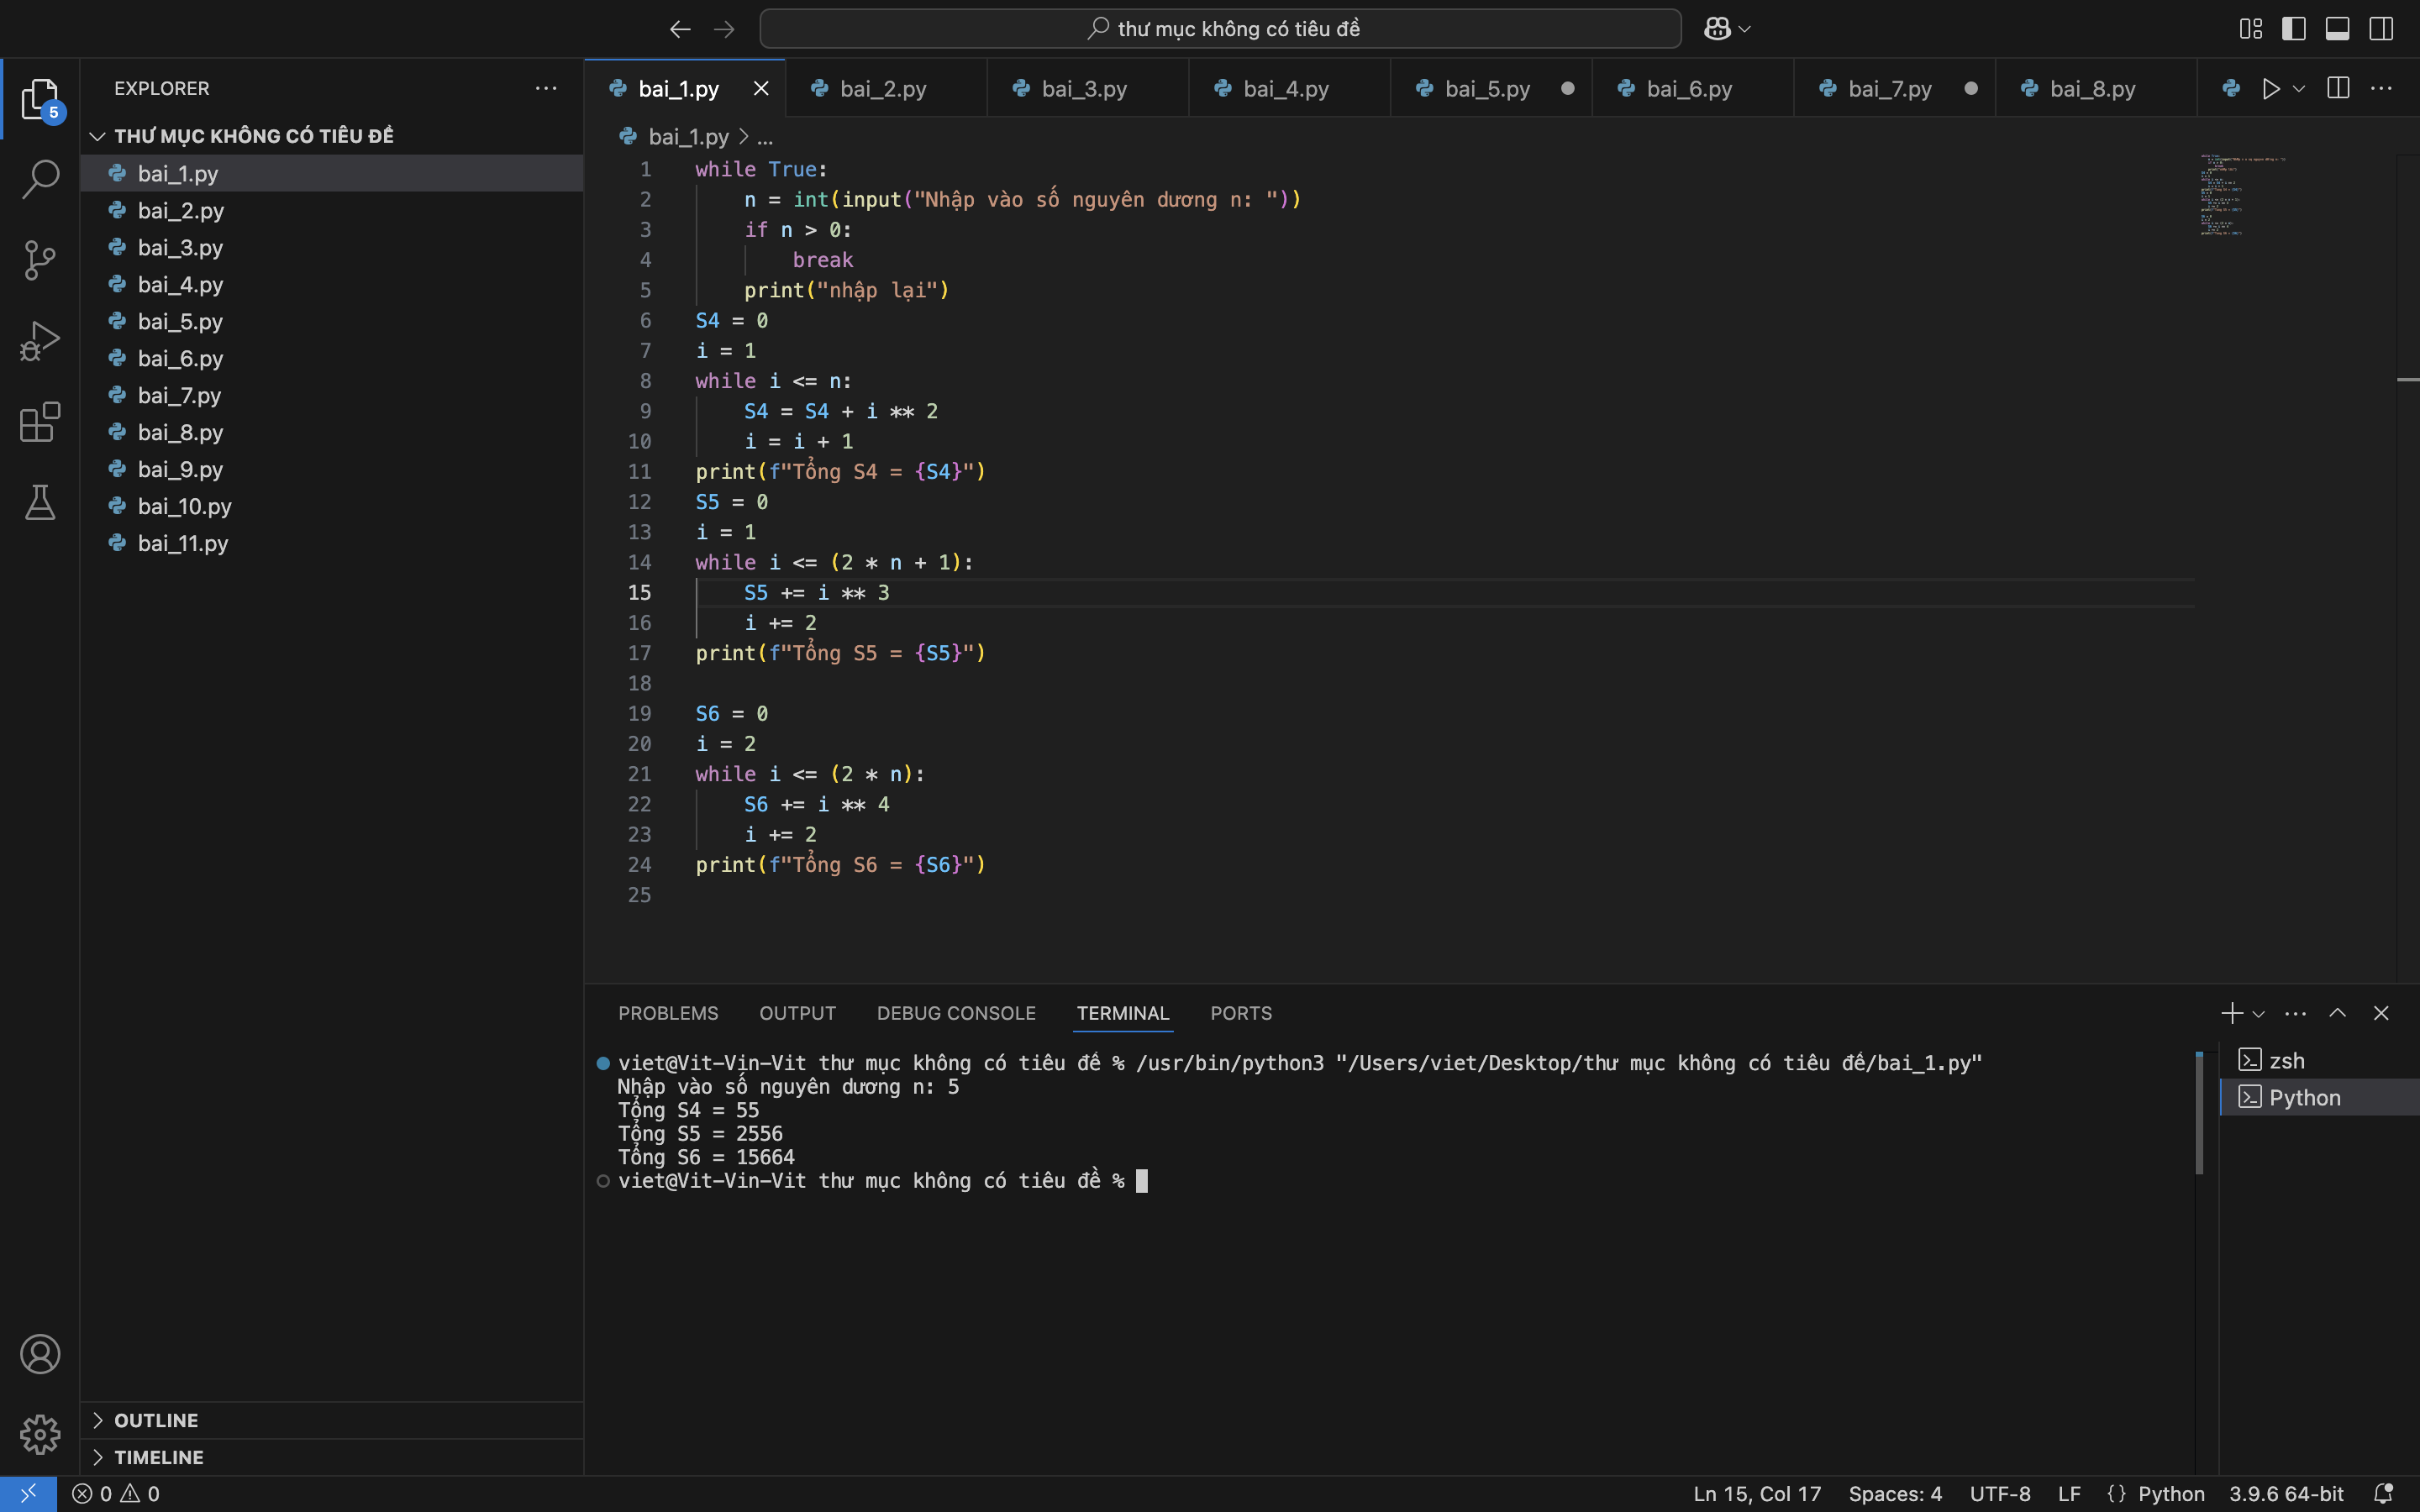 thư mục không có tiêu đề
EXPLORER
THƯ MỤC KHÔNG CÓ TIÊU ĐỀ
bai_1.py
bai_2.py
bai_3.py
bai_4.py
bai_5.py
bai_6.py
bai_7.py
bai_8.py
bai_9.py
bai_10.py
bai_11.py
OUTLINE
TIMELINE
5
bai_1.py bai_2.py bai_3.py bai_4.py bai_5.py bai_6.py bai_7.py bai_8.py
bai_1.py > ...
1 while True:
2 n = int(input("Nhập vào số nguyên dương n: "))
3 if n > 0:
4 break
5 print("nhập lại")
6 S4 = 0
7 i = 1
8 while i <= n:
9 S4 = S4 + i ** 2
10 i = i + 1
11 print(f"Tổng S4 = {S4}")
12 S5 = 0
13 i = 1
14 while i <= (2 * n + 1):
15 S5 += i ** 3
16 i += 2
17 print(f"Tổng S5 = {S5}")
18
19 S6 = 0
20 i = 2
21 while i <= (2 * n):
22 S6 += i ** 4
23 i += 2
24 print(f"Tổng S6 = {S6}")
25
PROBLEMS OUTPUT DEBUG CONSOLE TERMINAL PORTS
viet@Vit-Vin-Vit thư mục không có tiêu đề % /usr/bin/python3 "/Users/viet/Desktop/thư mục không có tiêu đề/bai_1.py"
Nhập vào số nguyên dương n: 5
Tổng S4 = 55
Tổng S5 = 2556
Tổng S6 = 15664
viet@Vit-Vin-Vit thư mục không có tiêu đề %
zsh
Python
0 0 Ln 15, Col 17 Spaces: 4 UTF-8 LF {} Python 3.9.6 64-bit